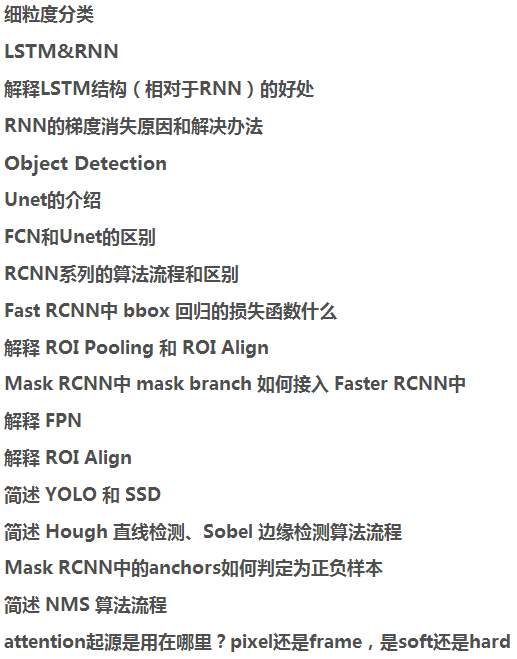 细粒度分类
LSTM&RNN
解释LSTM结构（相对于RNN）的好处
RNN的梯度消失原因和解决办法
Object Detection
Unet的介绍
FCN和Unet的区别
RCNN系列的算法流程和区别
Fast RCNN中 bbox 回归的损失函数什么
解释 ROI Pooling 和 ROI Align
Mask RCNN中 mask branch 如何接入 Faster RCNN中
解释 FPN
解释 ROI Align
简述 YOLO 和 SSD
简述 Hough 直线检测、Sobel 边缘检测算法流程
Mask RCNN中的anchors如何判定为正负样本
简述 NMS 算法流程
attention起源是用在哪里？pixel还是frame，是soft还是hard